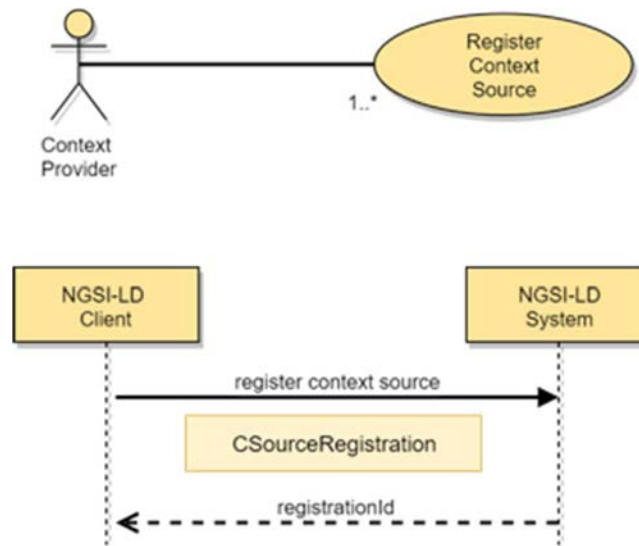 Register
Context
Source
1..*
Context
Provider
NGSI-LD
Client
NGSI-LD
System
register context source
CSourceRegistration
registrationId